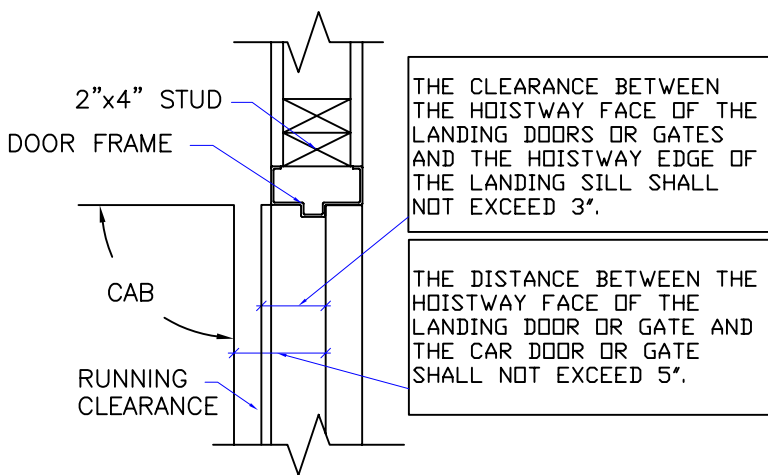 2"x4" STUD
DOOR FRAME
CAB
RUNNING
CLEARANCE
THE CLEARANCE BETWEEN
THE HOISTWAY FACE OF THE
LANDING DOORS OR GATES
AND THE HOISTWAY EDGE OF
THE LANDING SILL SHALL
NOT EXCEED 3".
THE DISTANCE BETWEEN THE
HOISTWAY FACE OF THE
LANDING DOOR OR GATE AND
THE CAR DOOR OR GATE
SHALL NOT EXCEED 5".